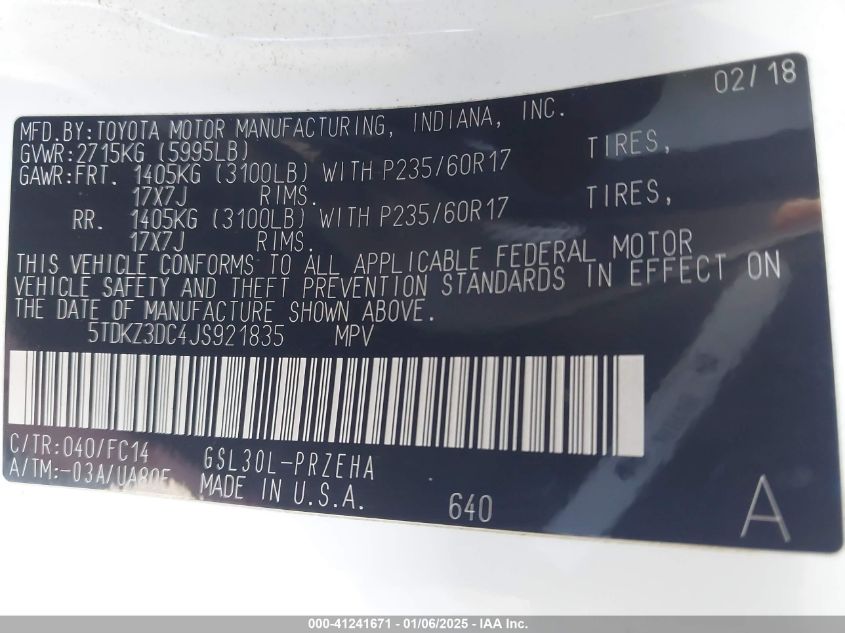 02/18
MFD.BY:TOYOTA MOTOR MANUFACTURING, INDIANA, INC.
GVWR:2715KG (5995LB)
GAWR:FRT. 1405KG (3100LB) WITH P235/60R17 TIRES,
17X7J RIMS.
RR. 1405KG (3100LB) WITH P235/60R17 TIRES,
17X7J RIMS.
THIS VEHICLE CONFORMS TO ALL APPLICABLE FEDERAL MOTOR
VEHICLE SAFETY AND THEFT PREVENTION STANDARDS IN EFFECT ON
THE DATE OF MANUFACTURE SHOWN ABOVE.
5TDKZ3DC4JS921835 MPV
C/TR:040/FC14 GSL30L-PRZEHA
A/TM:-03A/UA80F MADE IN U.S.A. 640 A
000-41241671 - 01/06/2025 - IAA Inc.